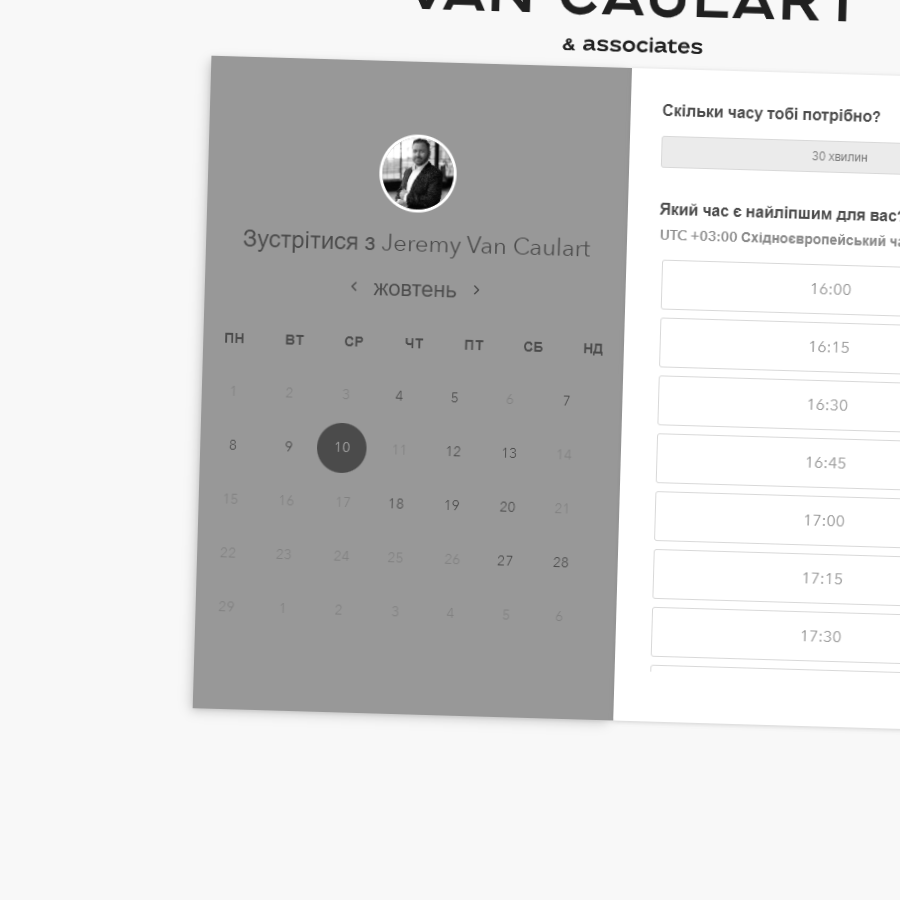 VAN CAULART
& associates
Зустрітися з Jeremy Van Caulart
жовтень
ПН ВТ СР ЧТ ПТ СБ НД
1 2 3 4 5 6 7
8 9 10 11 12 13 14
15 16 17 18 19 20 21
22 23 24 25 26 27 28
29 1 2 3 4 5 6
Скільки часу тобі потрібно?
30 хвилин
Який час є найліпшим для вас?
UTC +03:00 Східноєвропейський
16:00
16:15
16:30
16:45
17:00
17:15
17:30